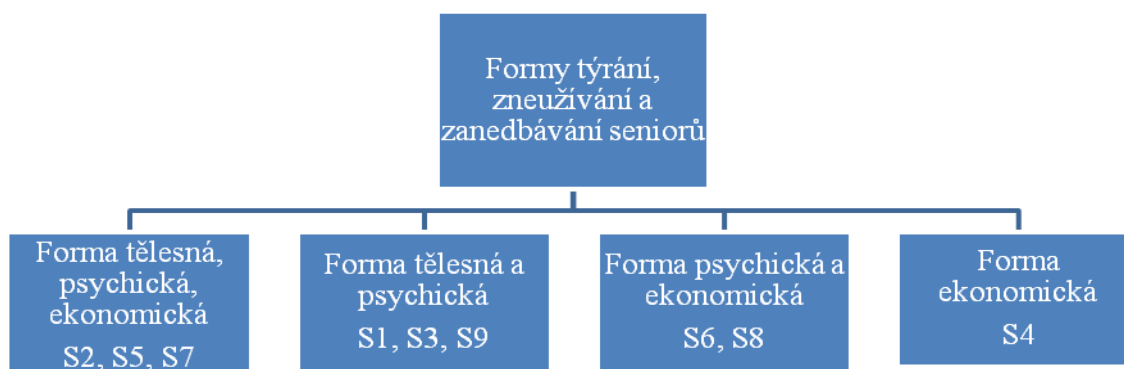 Formy týrání,
zneužívání a
zanedbávání seniorů
Forma tělesná,
psychická,
ekonomická
S2, S5, S7
Forma tělesná a
psychická
S1, S3, S9
Forma psychická a
ekonomická
S6, S8
Forma
ekonomická
S4